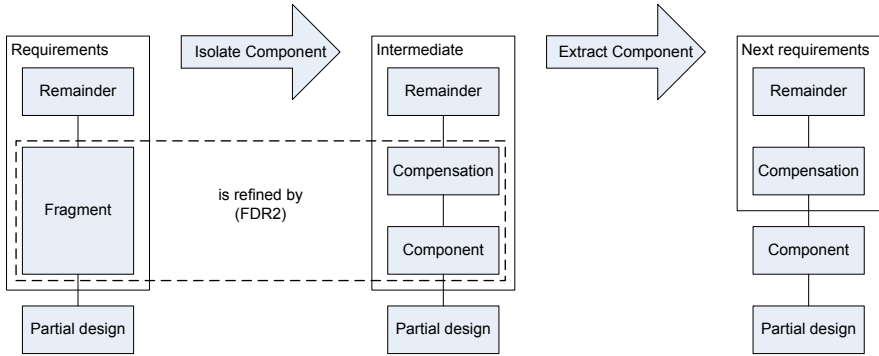 Requirements
Remainder
Fragment
Partial design
Isolate Component
is refined by
(FDR2)
Intermediate
Remainder
Compensation
Component
Partial design
Extract Component
Next requirements
Remainder
Compensation
Component
Partial design